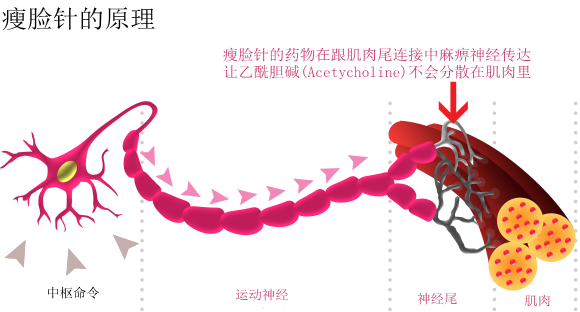 瘦脸针的原理
瘦脸针的药物在跟肌肉尾连接中麻痹神经传达
让乙酰胆碱(Acetycholine)不会分散在肌肉里
中枢命令
运动神经
神经尾
肌肉